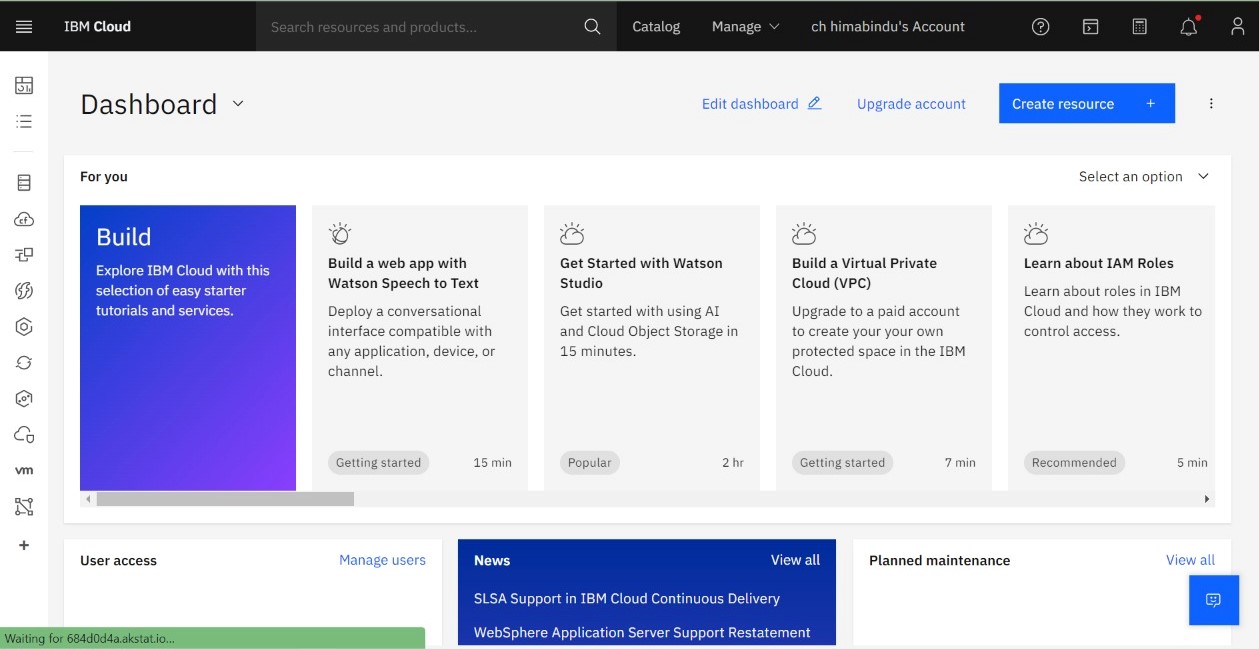 IBM Cloud
Search resources and products...
Catalog
Manage
ch himabindu's Account
Dashboard
Edit dashboard
Upgrade account
Create resource +
For you
Select an option
Build
Explore IBM Cloud with this
selection of easy starter
tutorials and services.
Build a web app with
Watson Speech to Text
Deploy a conversational
interface compatible with
any application, device, or
channel.
Getting started
15 min
Get Started with Watson
Studio
Get started with using AI
and Cloud Object Storage in
15 minutes.
Popular
2 hr
Build a Virtual Private
Cloud (VPC)
Upgrade to a paid account
to create your your own
protected space in the IBM
Cloud.
Getting started
7 min
Learn about IAM Roles
Learn about roles in IBM
Cloud and how they work to
control access.
Recommended
5 min
cf
vm
User access
Manage users
News
View all
SLSA Support in IBM Cloud Continuous Delivery
WebSphere Application Server Support Restatement
Planned maintenance
View all
Waiting for 684d0d4a.akstat.io...